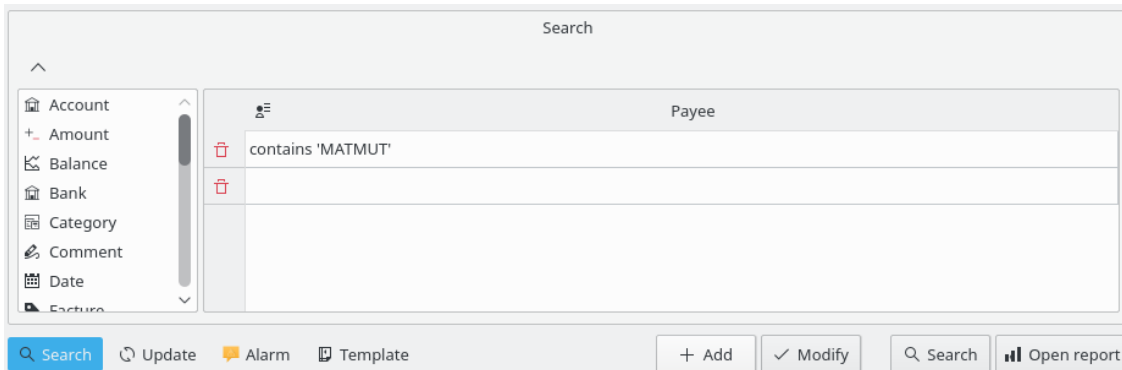 Search
Account
Amount
Balance
Bank
Category
Comment
Date
Facture
Payee
contains 'MATMUT'
Search Update Alarm Template + Add Modify Search Open report